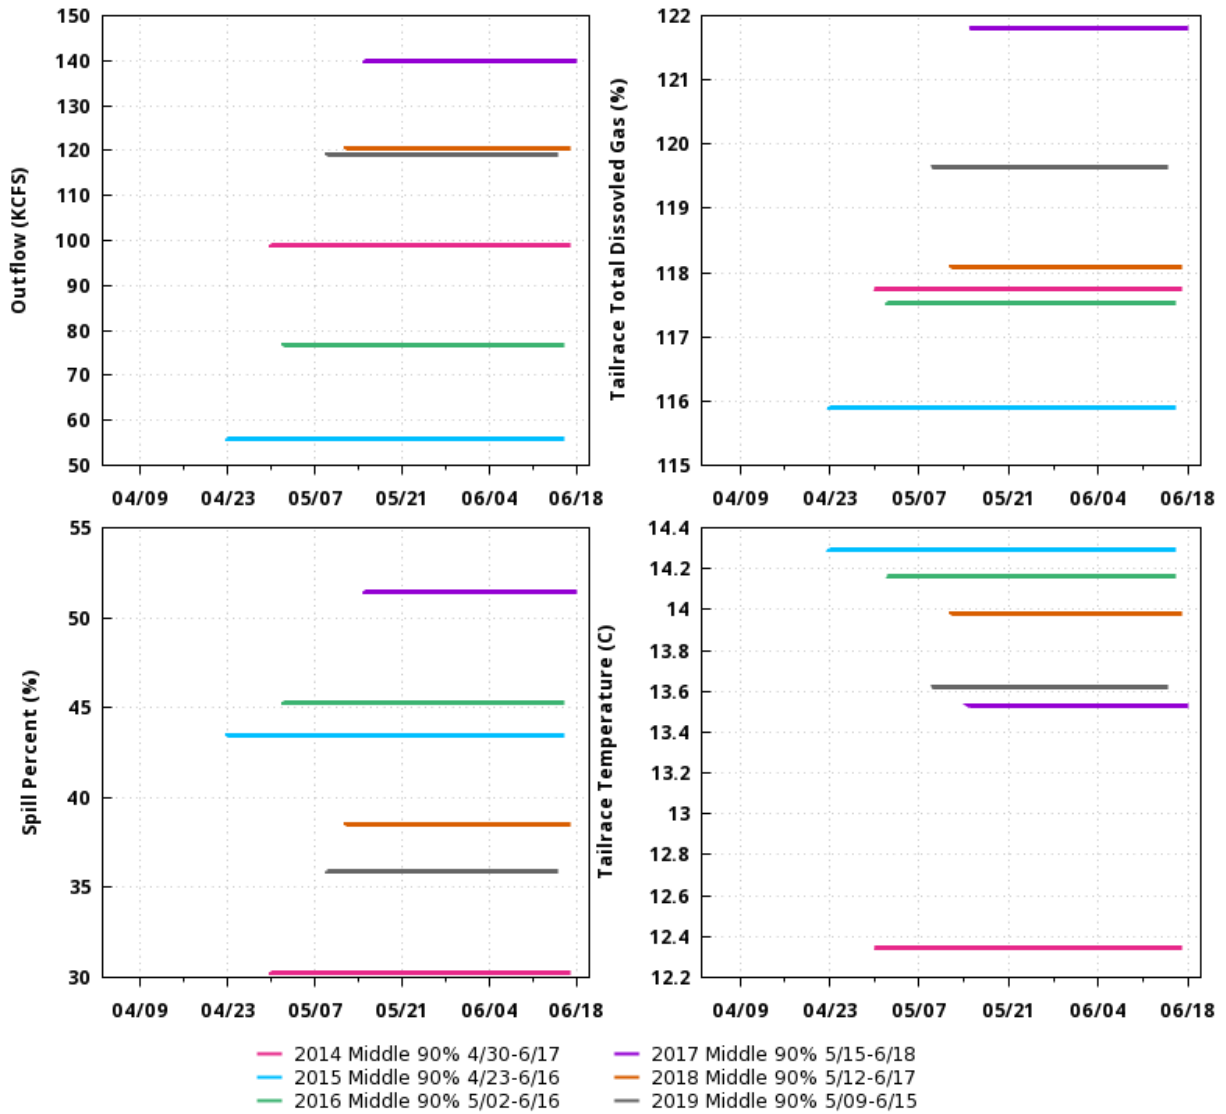 Outflow (KCFS)
150
140
130
120
110
100
90
80
70
60
50
04/09 04/23 05/07 05/21 06/04 06/18
Tailrace Total Dissovled Gas (%)
122
121
120
119
118
117
116
115
04/09 04/23 05/07 05/21 06/04 06/18
Spill Percent (%)
55
50
45
40
35
30
04/09 04/23 05/07 05/21 06/04 06/18
Tailrace Temperature (C)
14.4
14.2
14
13.8
13.6
13.4
13.2
13
12.8
12.6
12.4
12.2
04/09 04/23 05/07 05/21 06/04 06/18
2014 Middle 90% 4/30-6/17
2015 Middle 90% 4/23-6/16
2016 Middle 90% 5/02-6/16
2017 Middle 90% 5/15-6/18
2018 Middle 90% 5/12-6/17
2019 Middle 90% 5/09-6/15